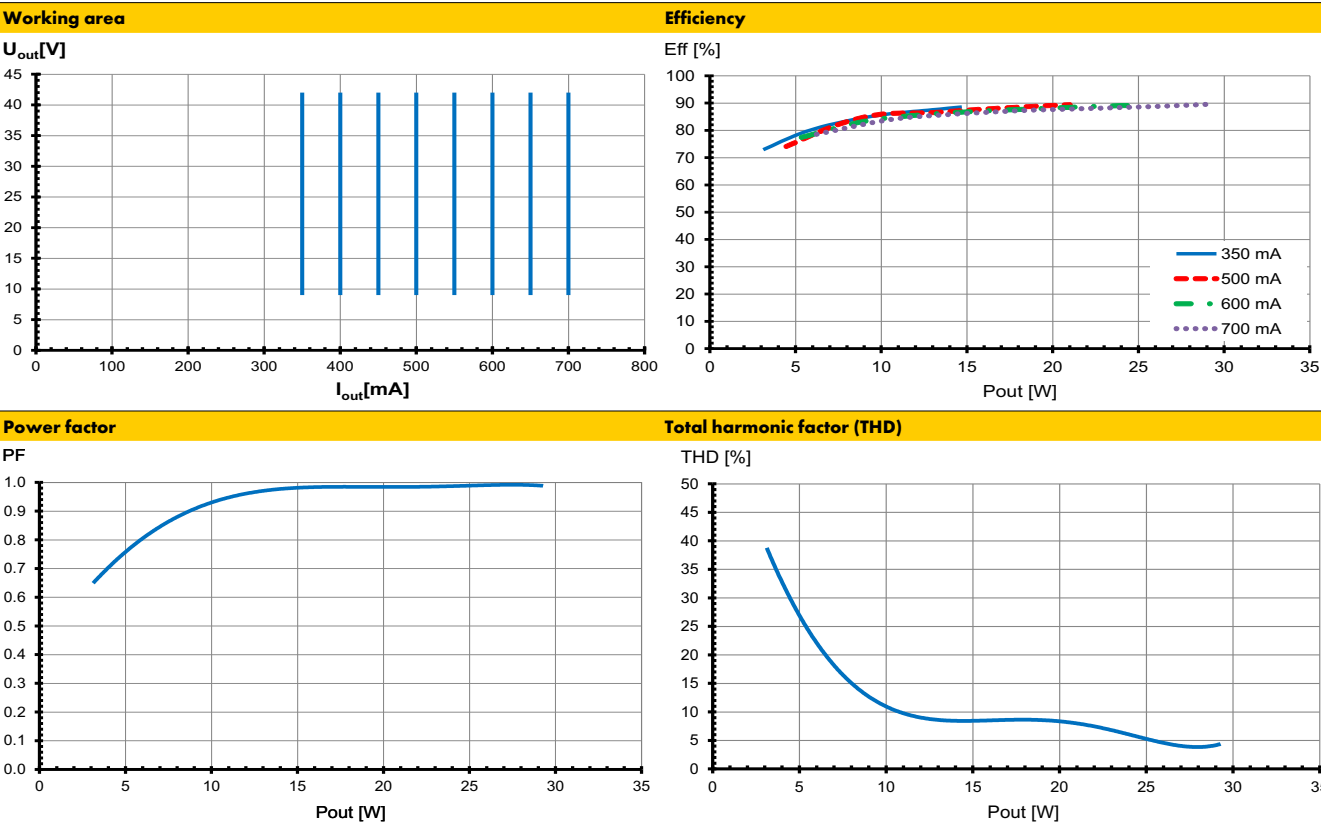 Working area
U_out[V]
45
40
35
30
25
20
15
10
5
0
0 100 200 300 400 500 600 700 800
I_out[mA]
Efficiency
Eff [%]
100
90
80
70
60
50
40
30
20
10
0
350 mA
500 mA
600 mA
700 mA
0 5 10 15 20 25 30 35
Pout [W]
Power factor
PF
1.0
0.9
0.8
0.7
0.6
0.5
0.4
0.3
0.2
0.1
0.0
0 5 10 15 20 25 30 35
Pout [W]
Total harmonic factor (THD)
THD [%]
50
45
40
35
30
25
20
15
10
5
0
0 5 10 15 20 25 30 35
Pout [W]